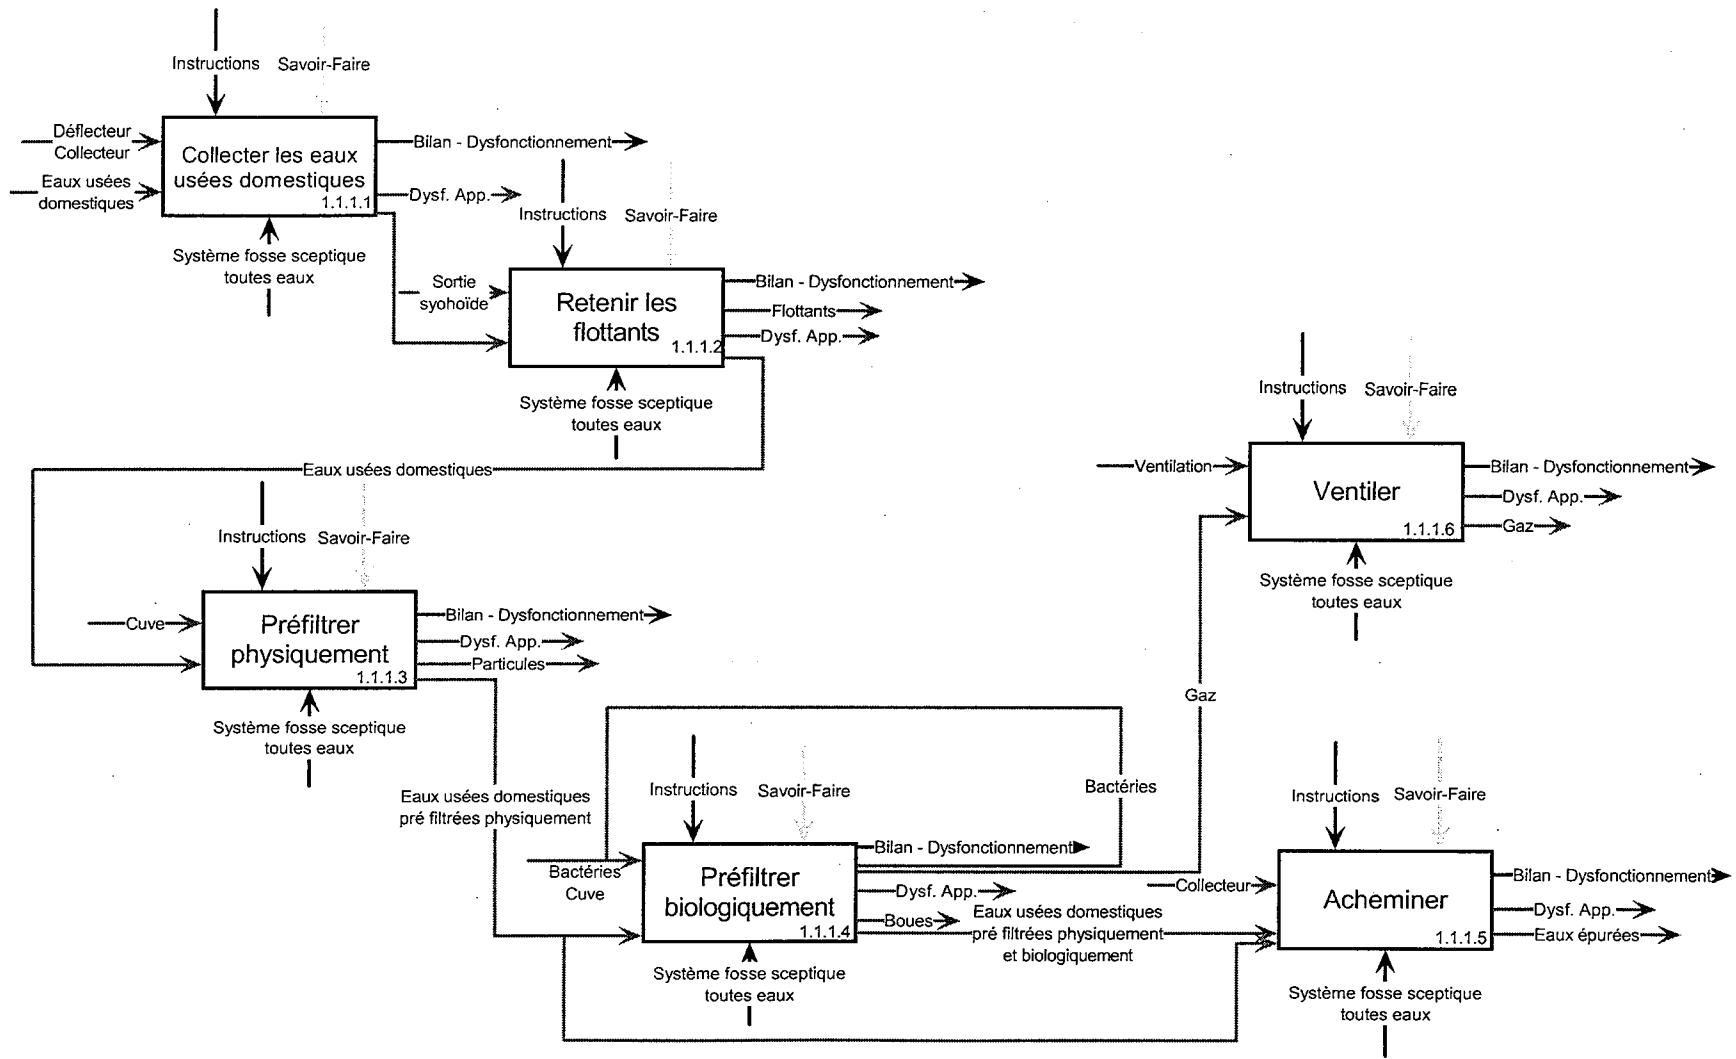 Instructions
Savoir-Faire
Déflecteur
Collecteur
Eaux usées
domestiques
Collecter les eaux
usées domestiques
1.1.1.1
Bilan - Dysfonctionnement
Dysf. App.
Système fosse sceptique
toutes eaux
Instructions
Savoir-Faire
Sortie
syohoïde
Retenir les
flottants
1.1.1.2
Bilan - Dysfonctionnement
Flottants
Dysf. App.
Système fosse sceptique
toutes eaux
Eaux usées domestiques
Instructions
Savoir-Faire
Cuve
Préfiltrer
physiquement
1.1.1.3
Bilan - Dysfonctionnement
Dysf. App.
Particules
Système fosse sceptique
toutes eaux
Eaux usées domestiques
pré filtrées physiquement
Instructions
Savoir-Faire
Bactéries
Bactéries
Cuve
Préfiltrer
biologiquement
1.1.1.4
Bilan - Dysfonctionnement
Dysf. App.
Boues
Eaux usées domestiques
pré filtrées physiquement
et biologiquement
Système fosse sceptique
toutes eaux
Instructions
Savoir-Faire
Ventilation
Ventiler
1.1.1.6
Bilan - Dysfonctionnement
Dysf. App.
Gaz
Système fosse sceptique
toutes eaux
Gaz
Instructions
Savoir-Faire
Collecteur
Acheminer
1.1.1.5
Bilan - Dysfonctionnement
Dysf. App.
Eaux épurées
Système fosse sceptique
toutes eaux